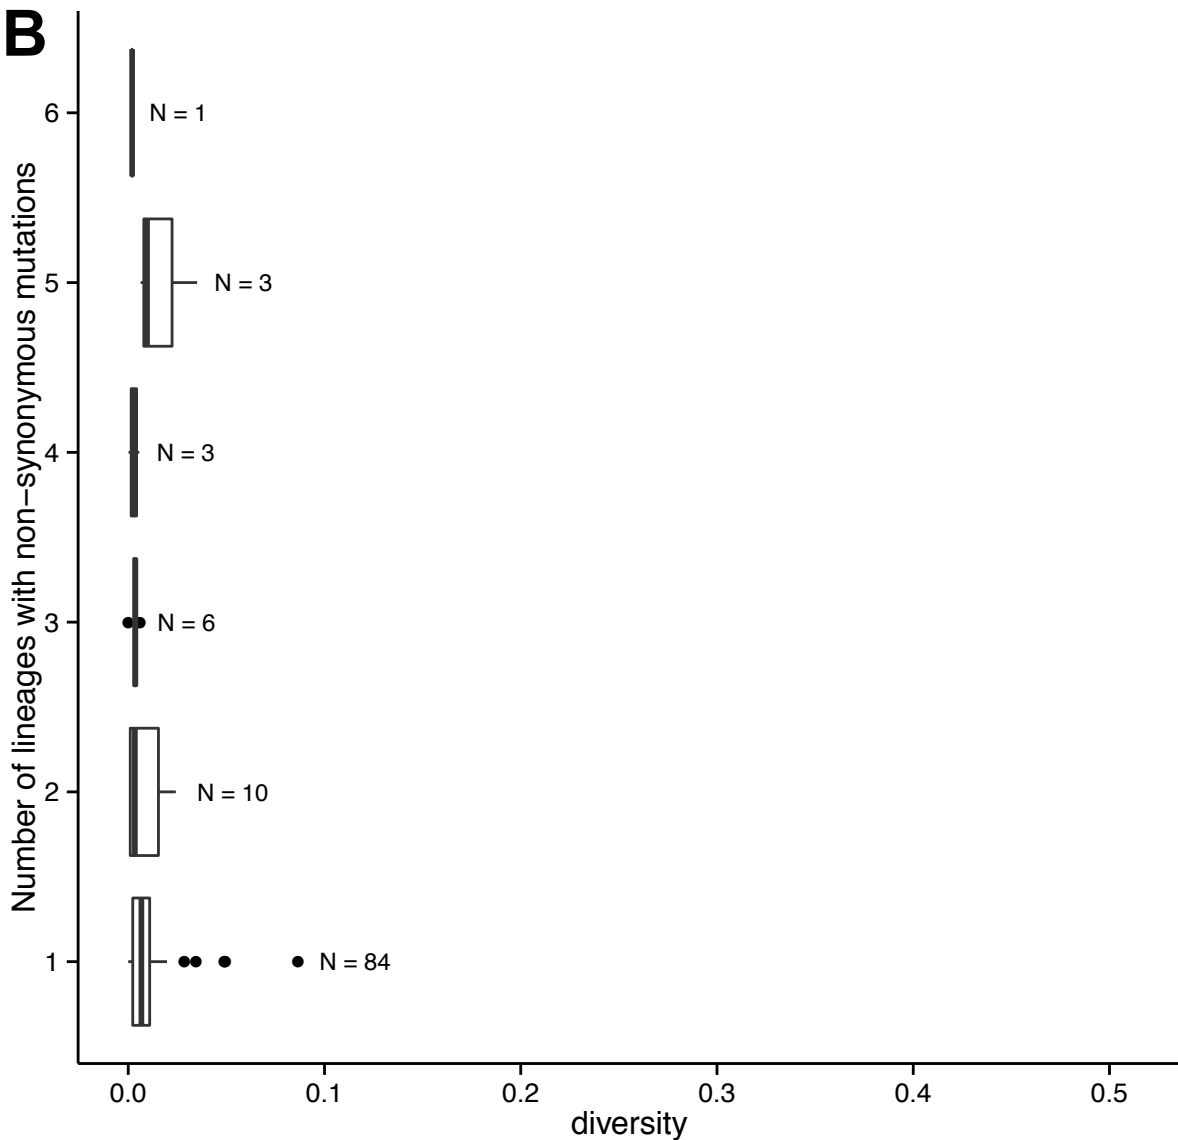 B
Number of lineages with non−synonymous mutations
6
N = 1
5
N = 3
4
N = 3
3
N = 6
2
N = 10
1
N = 84
0.0 0.1 0.2 0.3 0.4 0.5
diversity